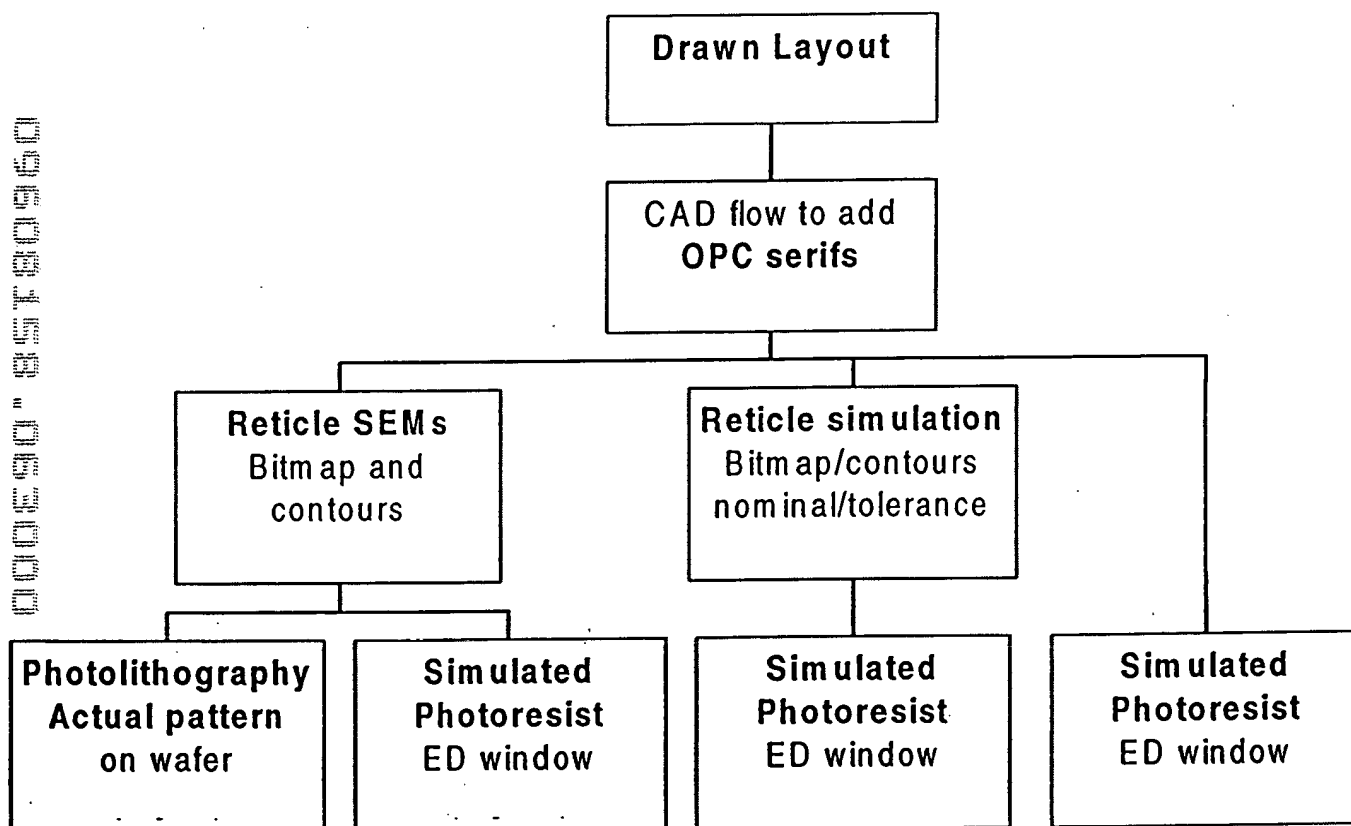 Drawn Layout
CAD flow to add
OPC serifs
Reticle SEMs
Bitmap and
contours
Reticle simulation
Bitmap/contours
nominal/tolerance
Photolithography
Actual pattern
on wafer
Simulated
Photoresist
ED window
Simulated
Photoresist
ED window
Simulated
Photoresist
ED window